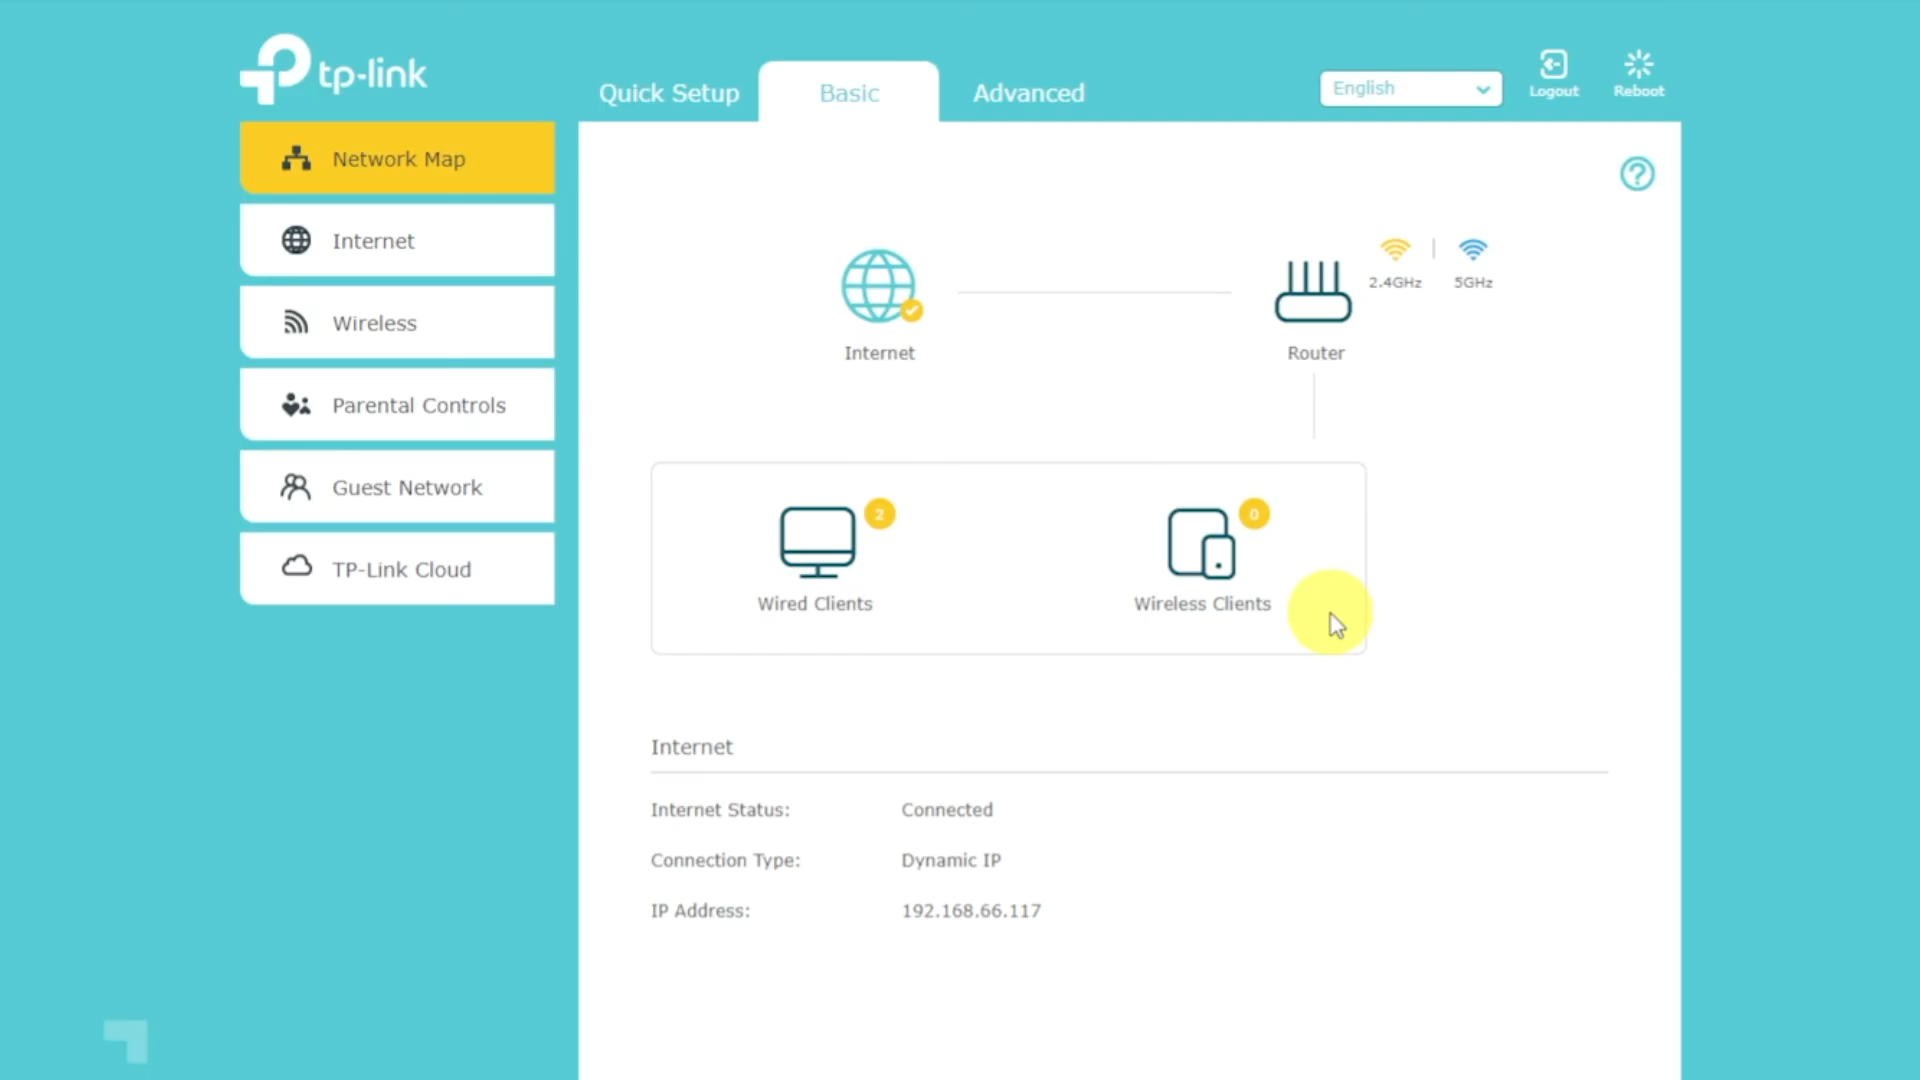 tp-link
Quick Setup
Basic
Advanced
English
Logout
Reboot
Network Map
Internet
Wireless
Parental Controls
Guest Network
TP-Link Cloud
?
2.4GHz | 5GHz
Internet
Router
2
0
Wired Clients
Wireless Clients
Internet
Internet Status: Connected
Connection Type: Dynamic IP
IP Address: 192.168.66.117